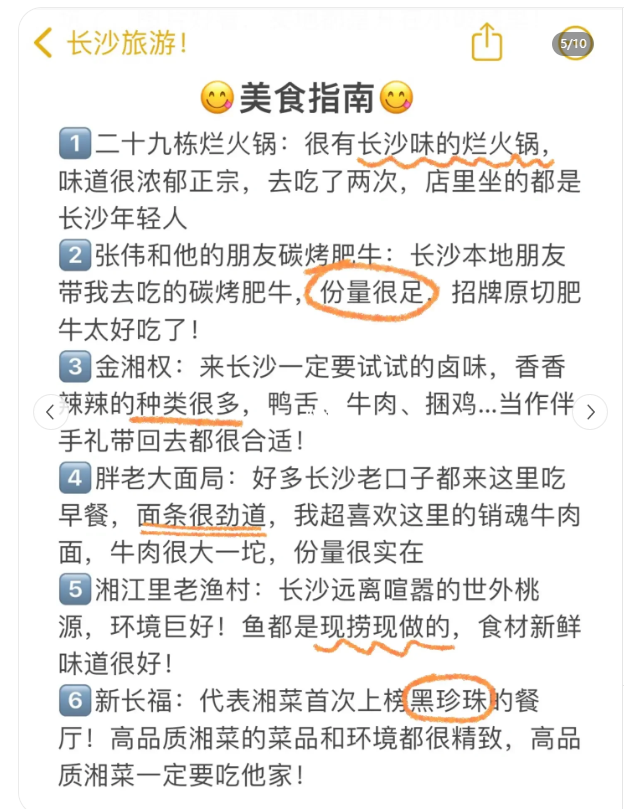 长沙旅游!
5/10
😋美食指南😋
1️⃣二十九栋烂火锅：很有长沙味的烂火锅，
味道很浓郁正宗，去吃了两次，店里坐的都是
长沙年轻人
2️⃣张伟和他的朋友碳烤肥牛：长沙本地朋友
带我去吃的碳烤肥牛，份量很足，招牌原切肥
牛太好吃了！
3️⃣金湘权：来长沙一定要试试的卤味，香香
辣辣的种类很多，鸭舌、牛肉、捆鸡...当作伴
手礼带回去都很合适！
4️⃣胖老大面局：好多长沙老口子都来这里吃
早餐，面条很劲道，我超喜欢这里的销魂牛肉
面，牛肉很大一坨，份量很实在
5️⃣湘江里老渔村：长沙远离喧嚣的世外桃
源，环境巨好！鱼都是现捞现做的，食材新鲜
味道很好！
6️⃣新长福：代表湘菜首次上榜黑珍珠的餐
厅！高品质湘菜的菜品和环境都很精致，高品
质湘菜一定要吃他家！